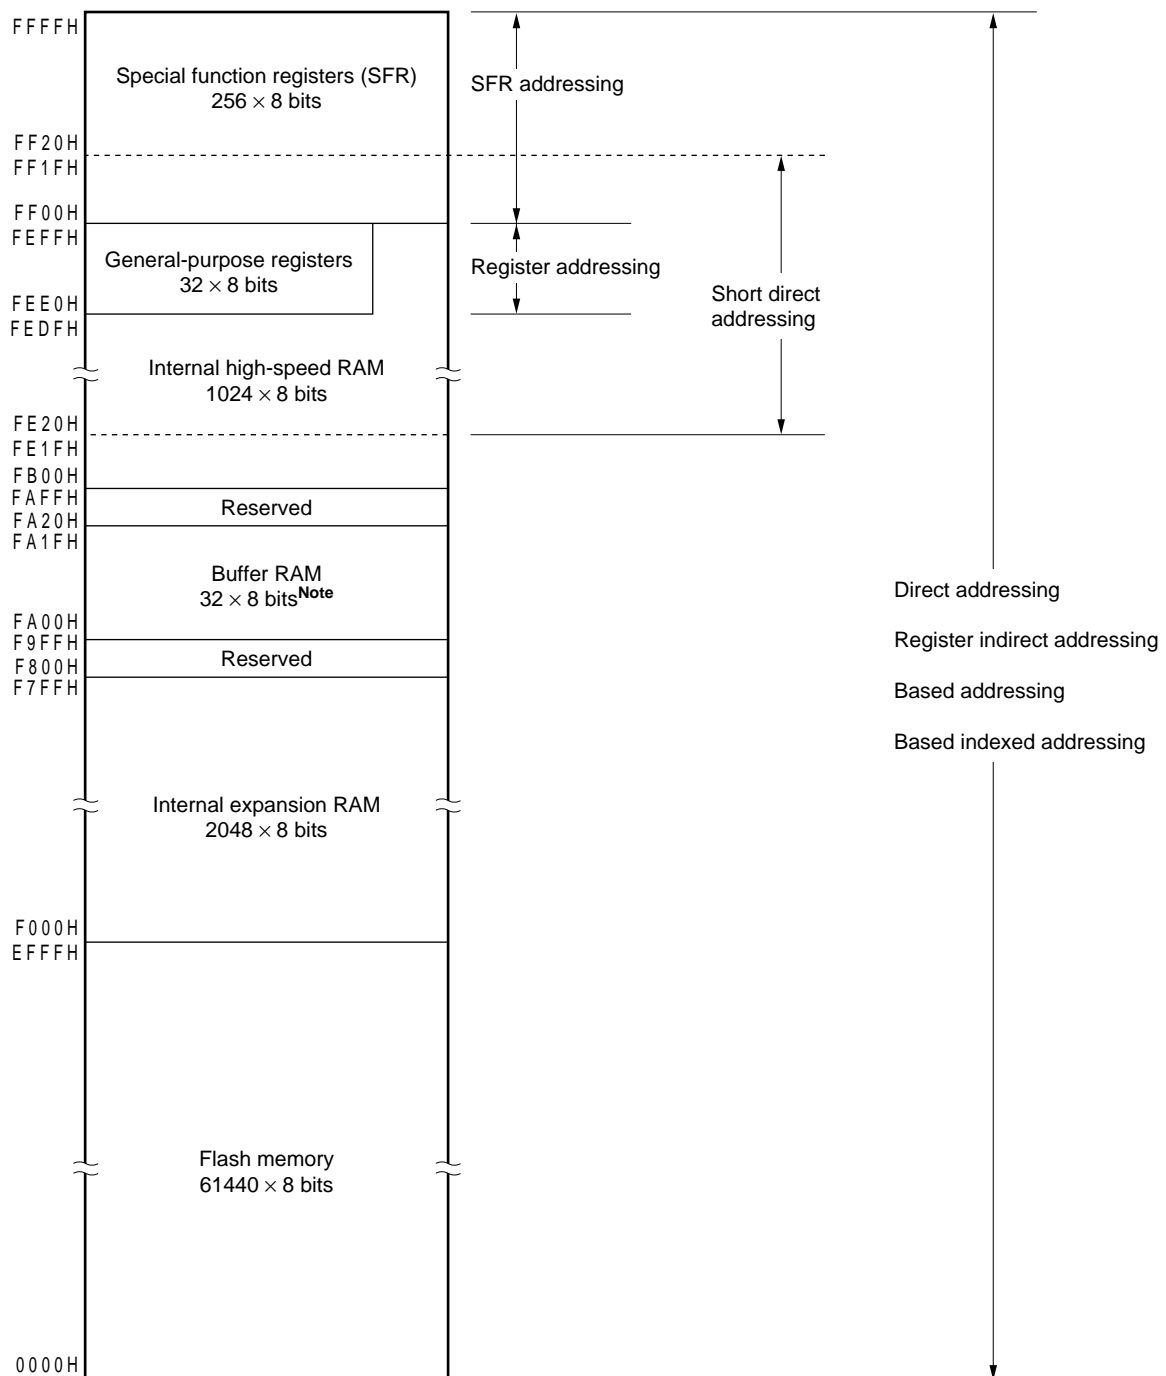 FFFFH
Special function registers (SFR)
256 × 8 bits
SFR addressing
FF20H
FF1FH
FF00H
FEFFH
General-purpose registers
32 × 8 bits
Register addressing
FEE0H
FEDFH
Short direct
addressing
Internal high-speed RAM
1024 × 8 bits
FE20H
FE1FH
FB00H
FAFFH
Reserved
FA20H
FA1FH
Buffer RAM
32 × 8 bitsNote
FA00H
F9FFH
Reserved
F800H
F7FFH
Direct addressing
Register indirect addressing
Based addressing
Based indexed addressing
Internal expansion RAM
2048 × 8 bits
F000H
EFFFH
Flash memory
61440 × 8 bits
0000H